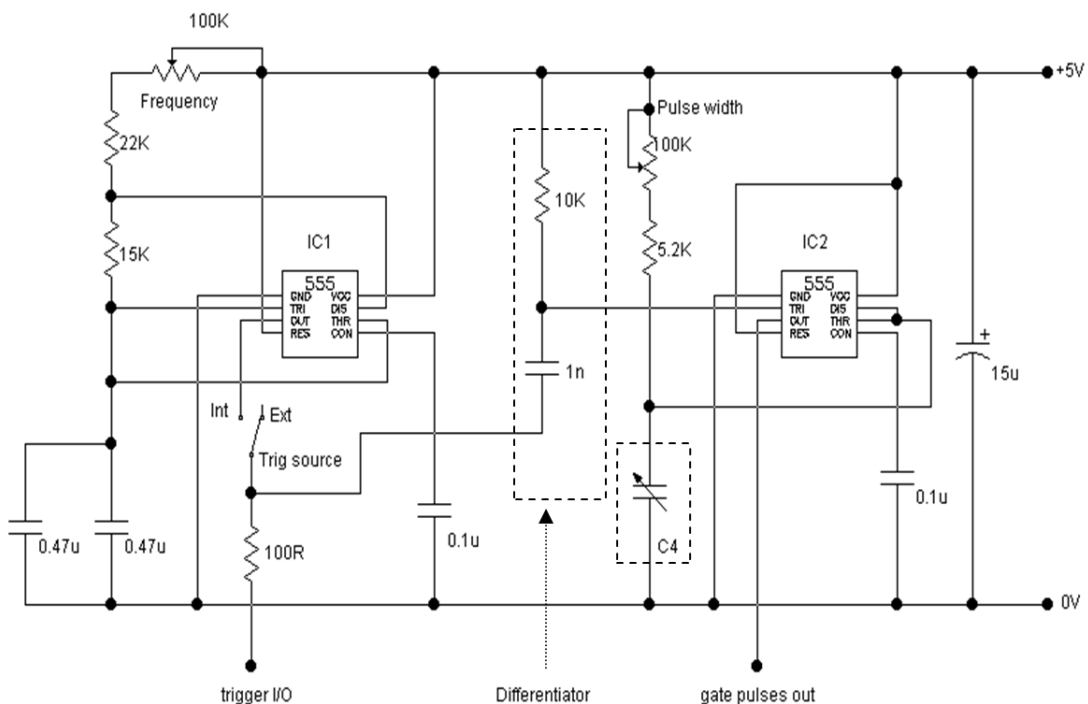 100K
+5V
Frequency
Pulse width
100K
22K
10K
15K
IC1
5.2K
IC2
555
GND VCC
TRI DIS
OUT THR
RES CON
555
GND VCC
TRI DIS
OUT THR
RES CON
+
15u
1n
Int
Ext
Trig source
0.47u
0.47u
100R
0.1u
C4
0.1u
0V
trigger I/O
Differentiator
gate pulses out